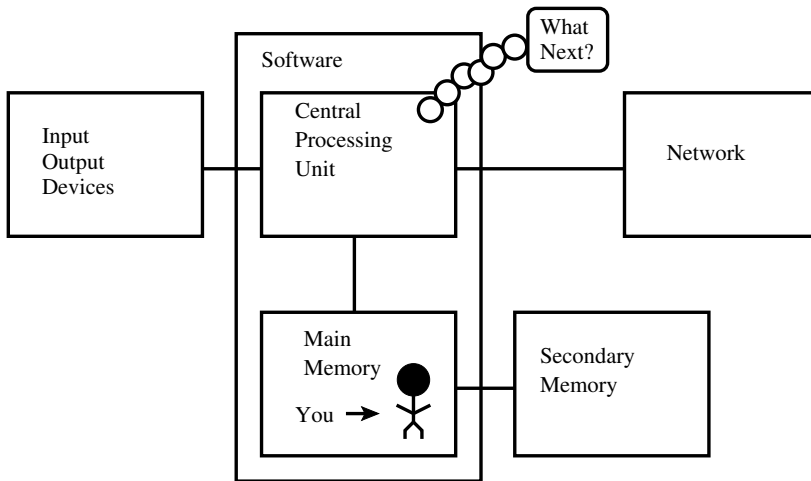 What
Next?
Software
Input
Output
Devices
Central
Processing
Unit
Network
Main
Memory
You
Secondary
Memory